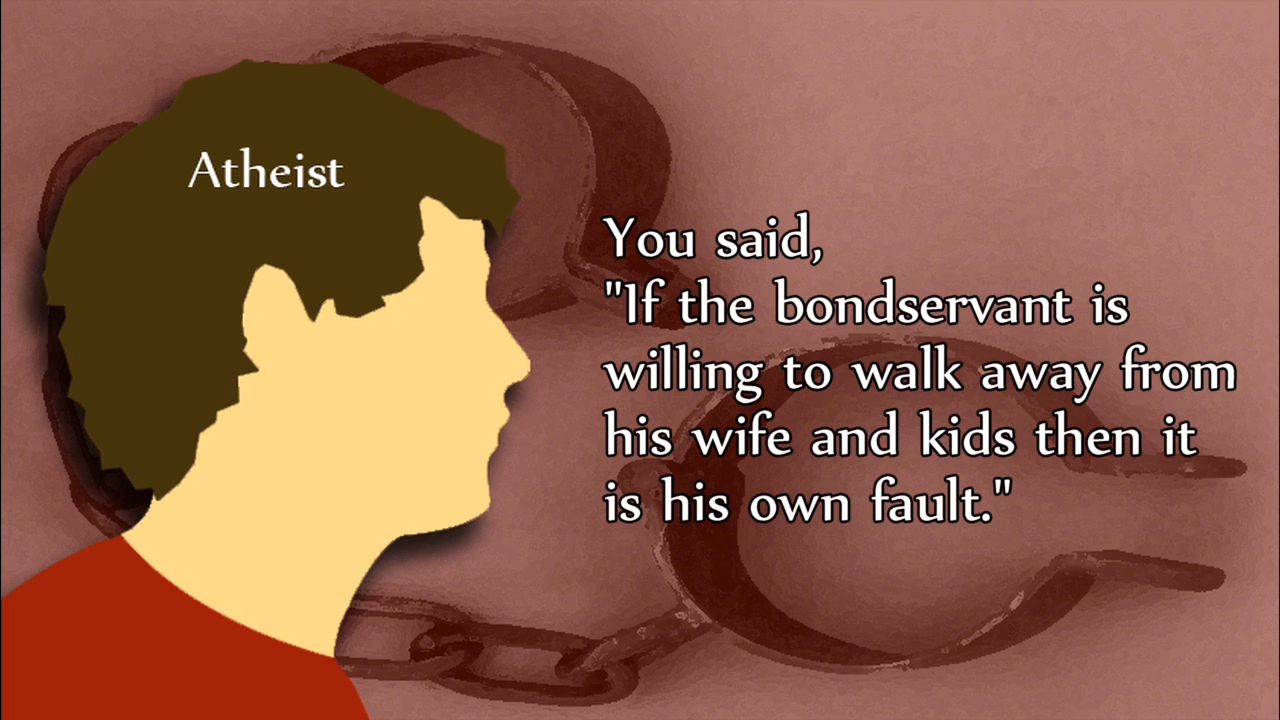 Atheist
You said,
"If the bondservant is
willing to walk away from
his wife and kids then it
is his own fault."